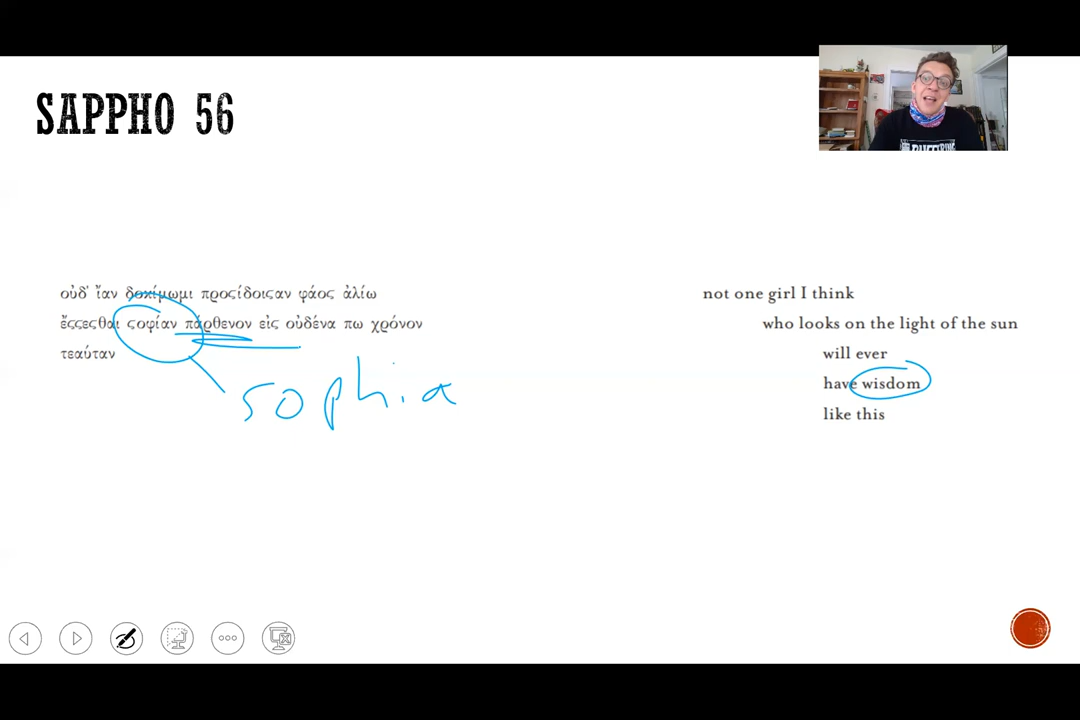 SAPPHO 56
οὐδ' ἴαν δοκίμωμι προςίδοιςαν φάος ἀλίω
ἔςςεςθαι ςοφίαν πάρθενον εἰς οὐδένα πω χρόνον
τεαύταν
sophia
not one girl I think
who looks on the light of the sun
will ever
have wisdom
like this